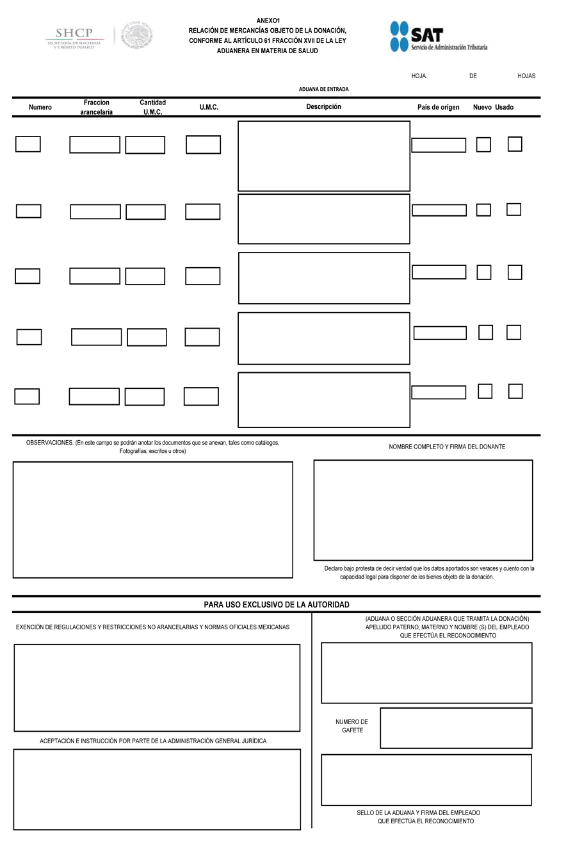 SHCP
SECRETARÍA DE HACIENDA
Y CRÉDITO PÚBLICO
ANEXO1
RELACIÓN DE MERCANCÍAS OBJETO DE LA DONACIÓN,
CONFORME AL ARTÍCULO 61 FRACCIÓN XVII DE LA LEY
ADUANERA EN MATERIA DE SALUD
SAT
Servicio de Administración Tributaria
HOJA DE HOJAS
ADUANA DE ENTRADA
Numero
Fraccion
arancelaria
Cantidad
U.M.C.
U.M.C.
Descripción
País de origen
Nuevo Usado
OBSERVACIONES. (En este campo se podrán anotar los documentos que se anexan, tales como catálogos,
Fotografías, escritos u otros)
NOMBRE COMPLETO Y FIRMA DEL DONANTE
Declaro bajo protesta de decir verdad que los datos aportados son veraces y cuento con la
capacidad legal para disponer de los bienes objeto de la donación.
PARA USO EXCLUSIVO DE LA AUTORIDAD
EXENCIÓN DE REGULACIONES Y RESTRICCIONES NO ARANCELARIAS Y NORMAS OFICIALES MEXICANAS
(ADUANA O SECCIÓN ADUANERA QUE TRAMITA LA DONACIÓN)
APELLIDO PATERNO, MATERNO Y NOMBRE (S) DEL EMPLEADO
QUE EFECTÚA EL RECONOCIMIENTO
NUMERO DE
GAFETE
ACEPTACIÓN E INSTRUCCIÓN POR PARTE DE LA ADMINISTRACIÓN GENERAL JURÍDICA
SELLO DE LA ADUANA Y FIRMA DEL EMPLEADO
QUE EFECTÚA EL RECONOCIMIENTO